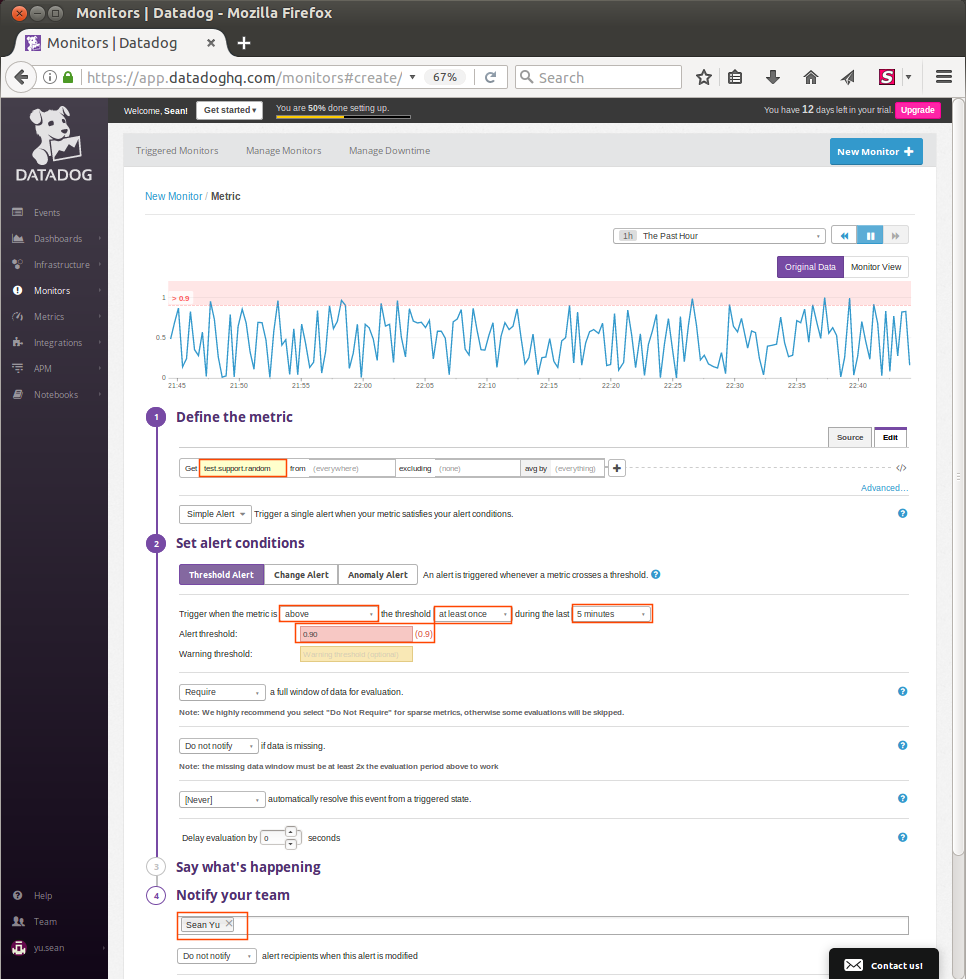 Monitors | Datadog - Mozilla Firefox
Monitors | Datadog
https://app.datadoghq.com/monitors#create/ 67% Search
DATADOG
Events
Dashboards
Infrastructure
Monitors
Metrics
Integrations
APM
Notebooks
Help
Team
yu.sean
Welcome, Sean! Get started You are 50% done setting up. You have 12 days left in your trial. Upgrade
Triggered Monitors Manage Monitors Manage Downtime New Monitor
New Monitor / Metric
1h The Past Hour
Original Data Monitor View
1 > 0.9
0.5
0
21:45 21:50 21:55 22:00 22:05 22:10 22:15 22:20 22:25 22:30 22:35 22:40
1 Define the metric
Source Edit
Get test.support.random from (everywhere) excluding (none) avg by (everything) + </>
Advanced...
Simple Alert Trigger a single alert when your metric satisfies your alert conditions. ?
2 Set alert conditions
Threshold Alert Change Alert Anomaly Alert An alert is triggered whenever a metric crosses a threshold. ?
Trigger when the metric is above the threshold at least once during the last 5 minutes
Alert threshold: 0.90 (0.9)
Warning threshold: Warning threshold (optional)
Require a full window of data for evaluation. ?
Note: We highly recommend you select "Do Not Require" for sparse metrics, otherwise some evaluations will be skipped.
Do not notify if data is missing. ?
Note: the missing data window must be at least 2x the evaluation period above to work
[Never] automatically resolve this event from a triggered state. ?
Delay evaluation by 0 seconds ?
3 Say what's happening
4 Notify your team
Sean Yu
Do not notify alert recipients when this alert is modified
Contact us!